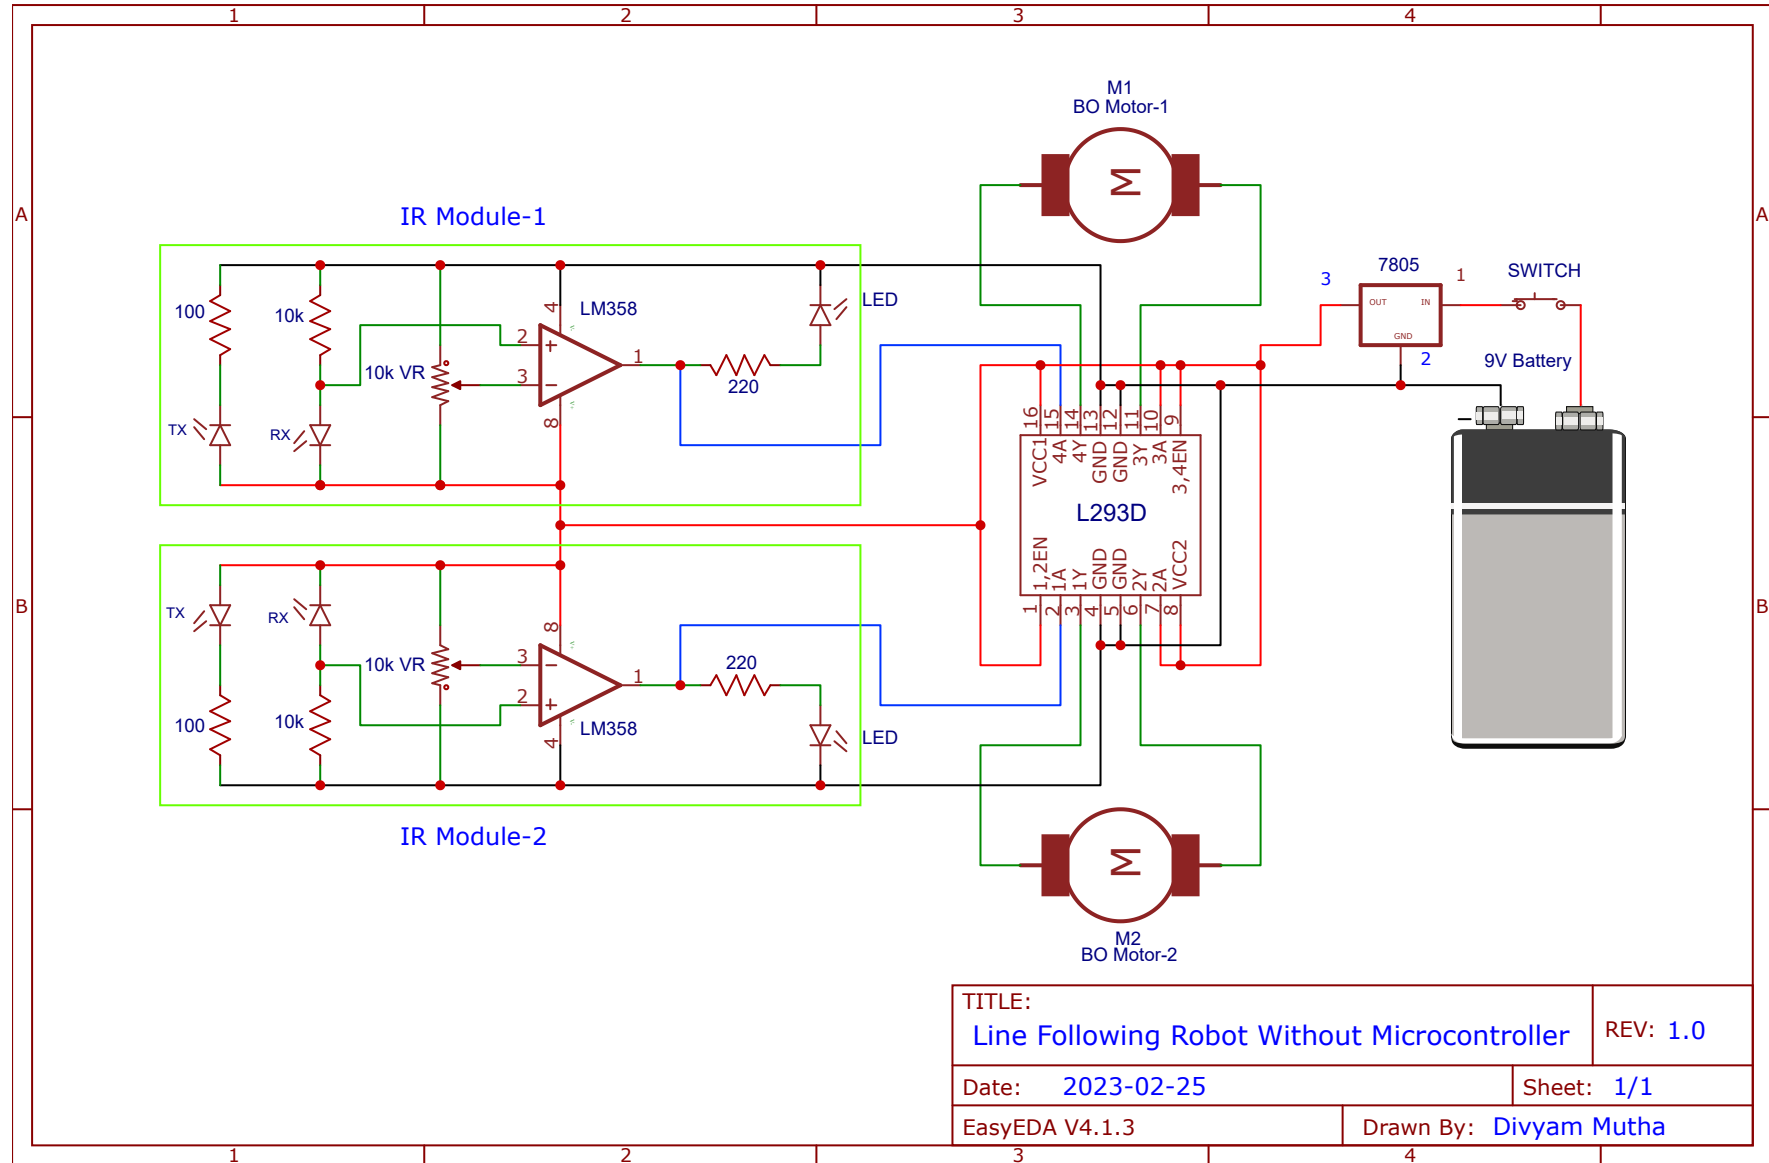 1 2 3 4
A A
B B
M1
BO Motor-1
IR Module-1
100
10k
10k VR
TX
RX
LM358
4
2
3
8
1
+
−
220
LED
3
7805
1
OUT IN
GND
2
SWITCH
9V Battery
16 15 14 13 12 11 10 9
VCC1 4A 4Y GND GND 3Y 3A 3,4EN
L293D
1,2EN 1A 1Y GND GND 2Y 2A VCC2
1 2 3 4 5 6 7 8
TX
RX
10k VR
100
10k
8
3
2
4
1
−
+
LM358
220
LED
IR Module-2
M
M
M2
BO Motor-2
TITLE:
Line Following Robot Without Microcontroller
REV: 1.0
Date: 2023-02-25
Sheet: 1/1
EasyEDA V4.1.3
Drawn By: Divyam Mutha
1 2 3 4